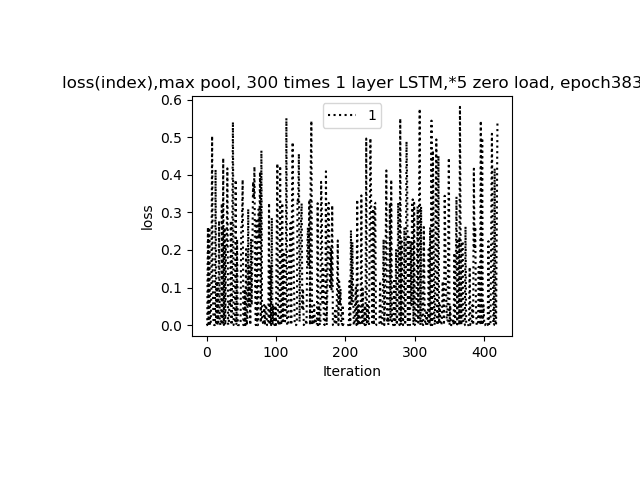 loss(index),max pool, 300 times 1 layer LSTM,*5 zero load, epoch383
0.6
1
0.5
0.4
0.3
0.2
0.1
0.0
loss
0 100 200 300 400
Iteration